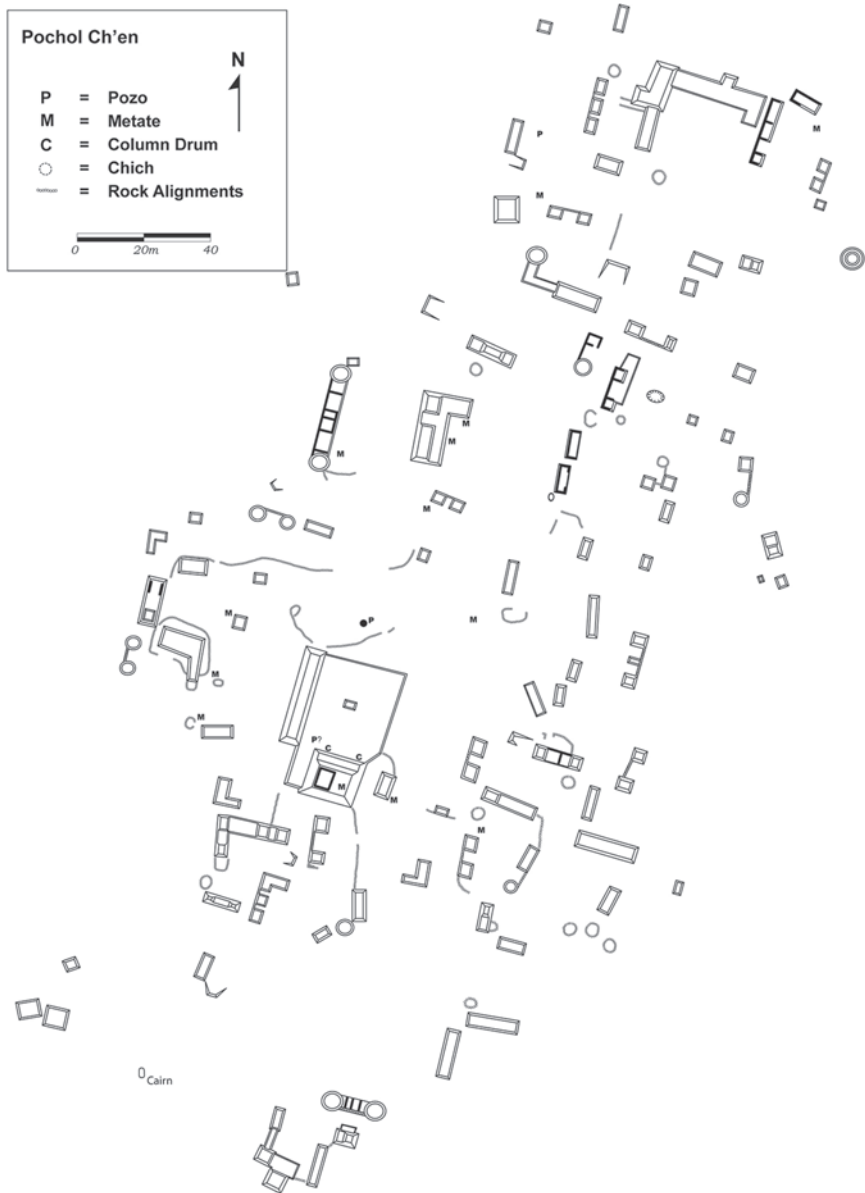 Pochol Ch'en
N
P = Pozo
M = Metate
C = Column Drum
= Chich
= Rock Alignments
0 20m 40
M
P
M
M
M
M
M
M
P
M
M
M
? ?
P?
C
C
M
M
M
Cairn